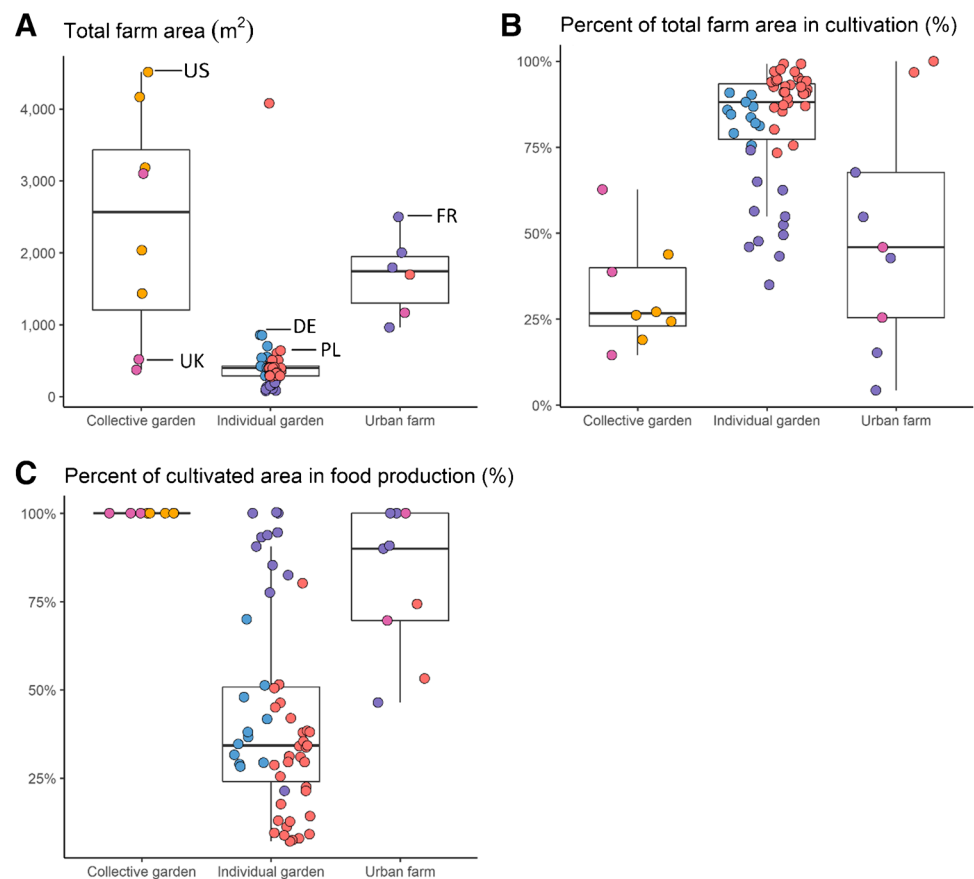 A Total farm area (m²)
US
4,000
3,000
FR
2,000
1,000
DE
PL
UK
0
Collective garden Individual garden Urban farm
B Percent of total farm area in cultivation (%)
100%
75%
50%
25%
0%
Collective garden Individual garden Urban farm
C Percent of cultivated area in food production (%)
100%
75%
50%
25%
Collective garden Individual garden Urban farm